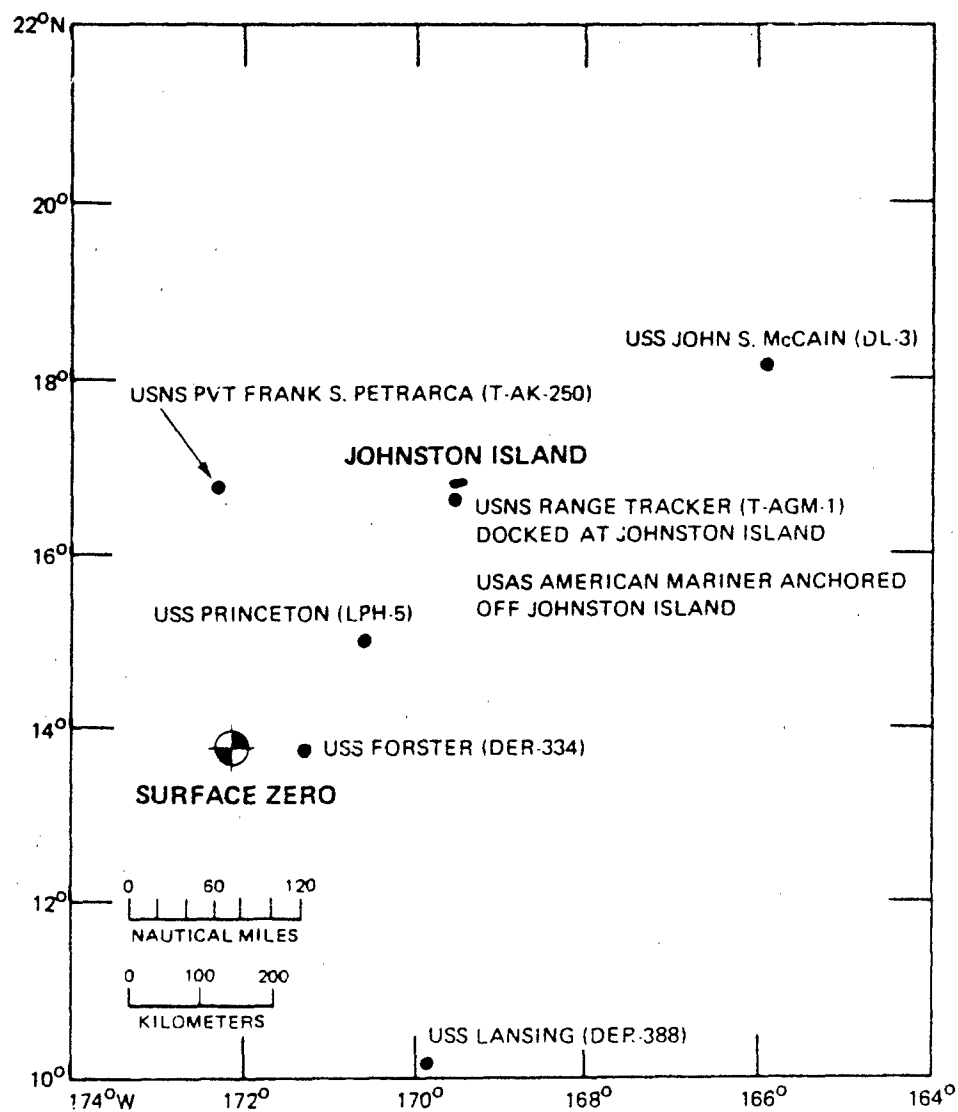 22°N
20°
USS JOHN S. McCAIN (DL-3)
18°
USNS PVT FRANK S. PETRARCA (T-AK-250)
JOHNSTON ISLAND
USNS RANGE TRACKER (T-AGM-1)
DOCKED AT JOHNSTON ISLAND
16°
USAS AMERICAN MARINER ANCHORED
OFF JOHNSTON ISLAND
USS PRINCETON (LPH-5)
14°
USS FORSTER (DER-334)
SURFACE ZERO
0 60 120
12°
NAUTICAL MILES
0 100 200
KILOMETERS
USS LANSING (DER-388)
10°
174°W 172° 170° 168° 166° 164°